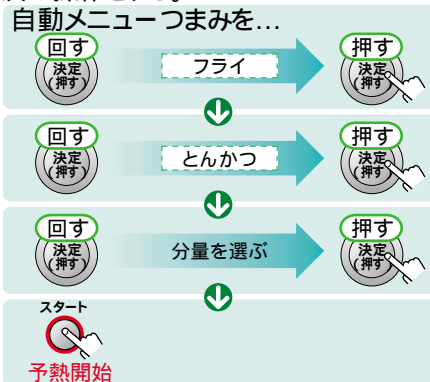 自動メニューつまみを…
回す
決定
(押す)
フライ
押す
決定
(押す)
回す
決定
(押す)
とんかつ
押す
決定
(押す)
回す
決定
(押す)
分量を選ぶ
押す
決定
(押す)
スタート
予熱開始